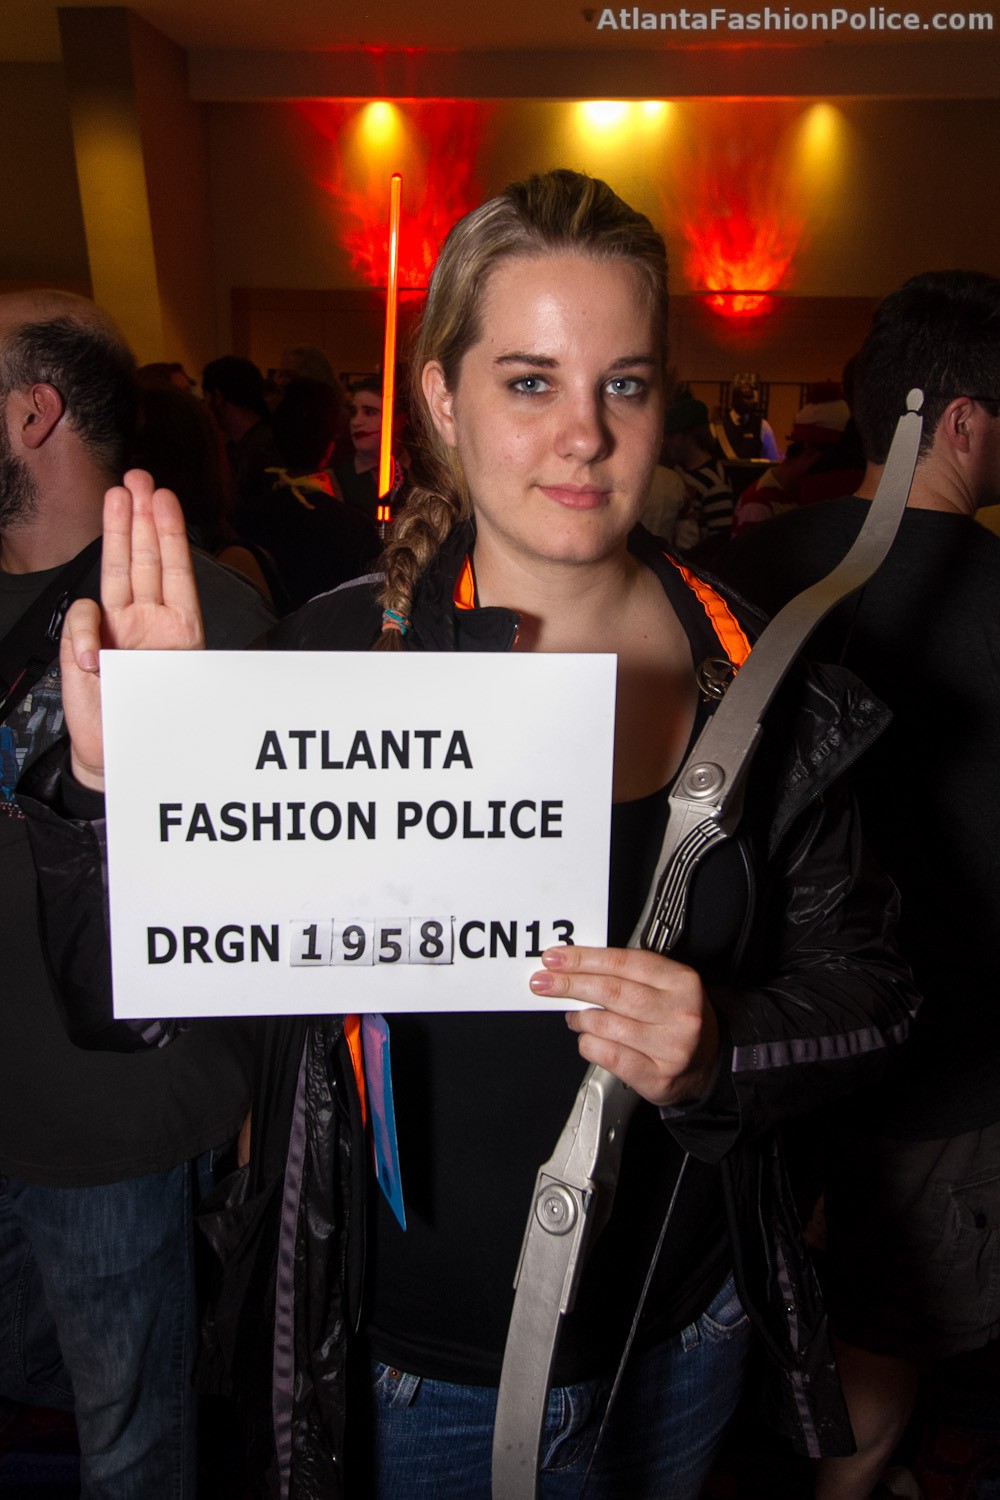 AtlantaFashionPolice.com
ATLANTA
FASHION POLICE
DRGN 1958 CN13